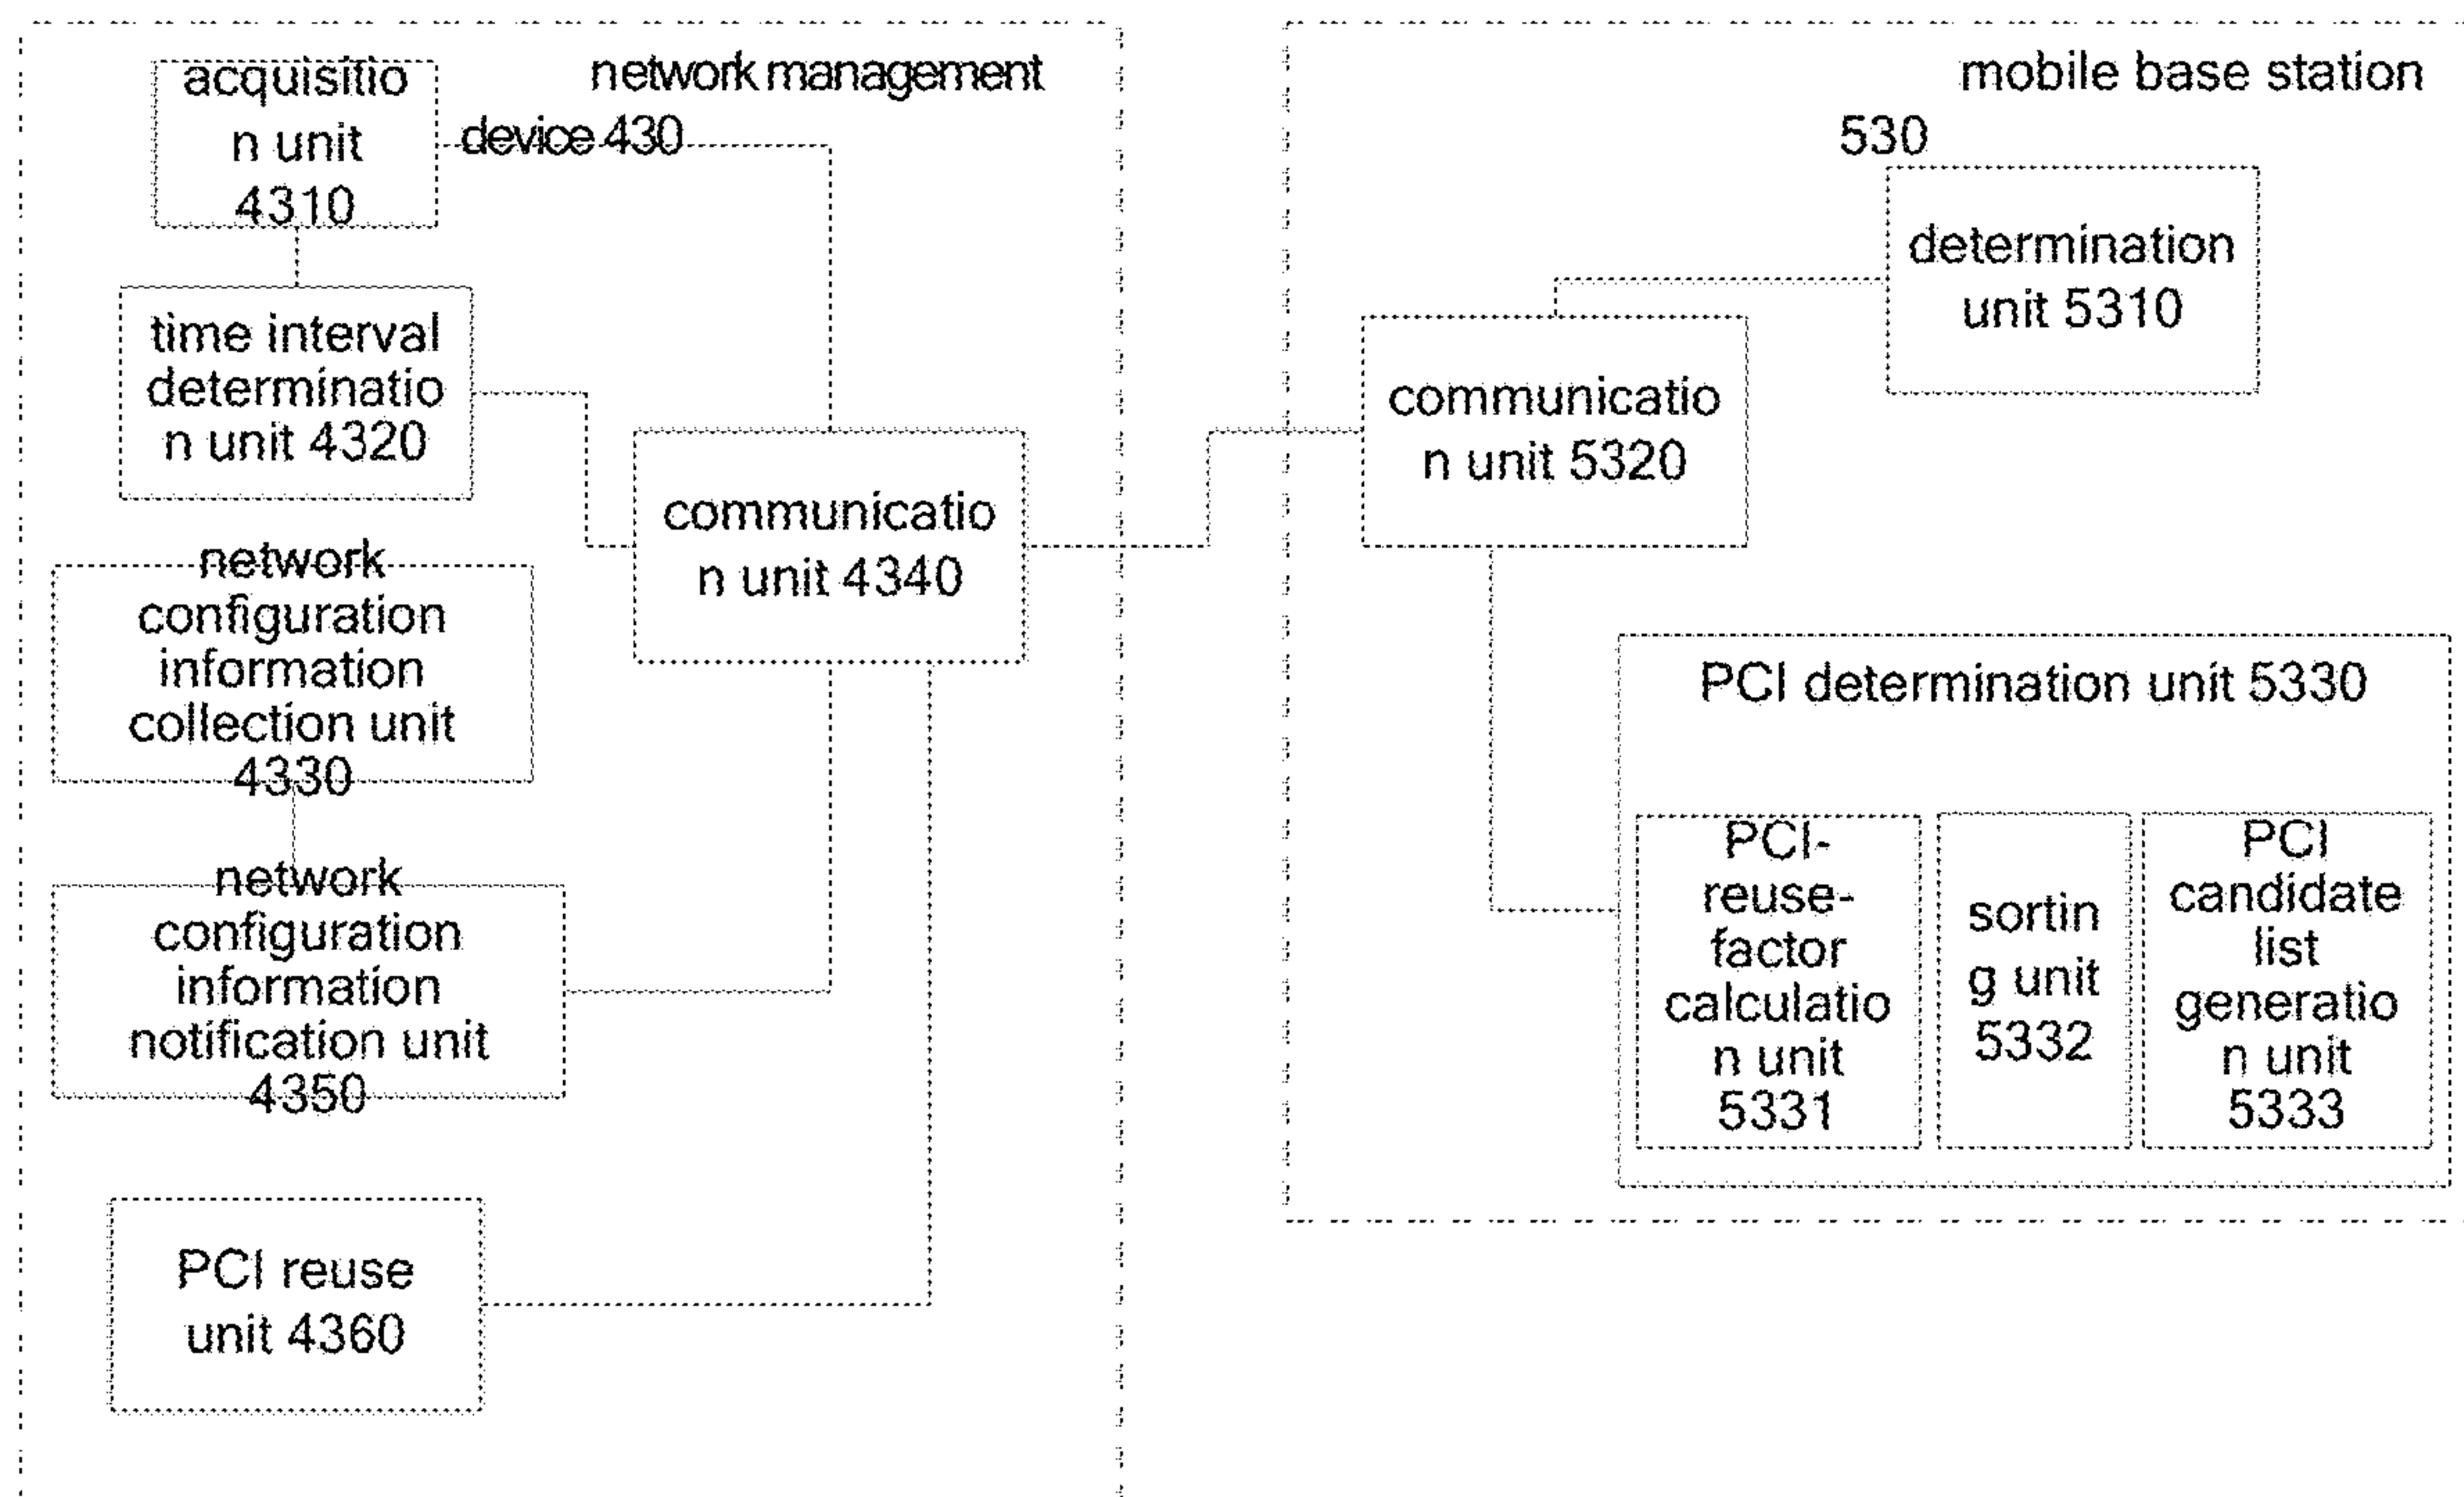 acquisitio
n unit
4310
network management
device 430
time interval
determinatio
n unit 4320
communicatio
n unit 4340
network
configuration
information
collection unit
4330
network
configuration
information
notification unit
4350
PCI reuse
unit 4360
mobile base station
530
determination
unit 5310
communicatio
n unit 5320
PCI determination unit 5330
PCI-
reuse-
factor
calculatio
n unit
5331
sortin
g unit
5332
PCI
candidate
list
generatio
n unit
5333